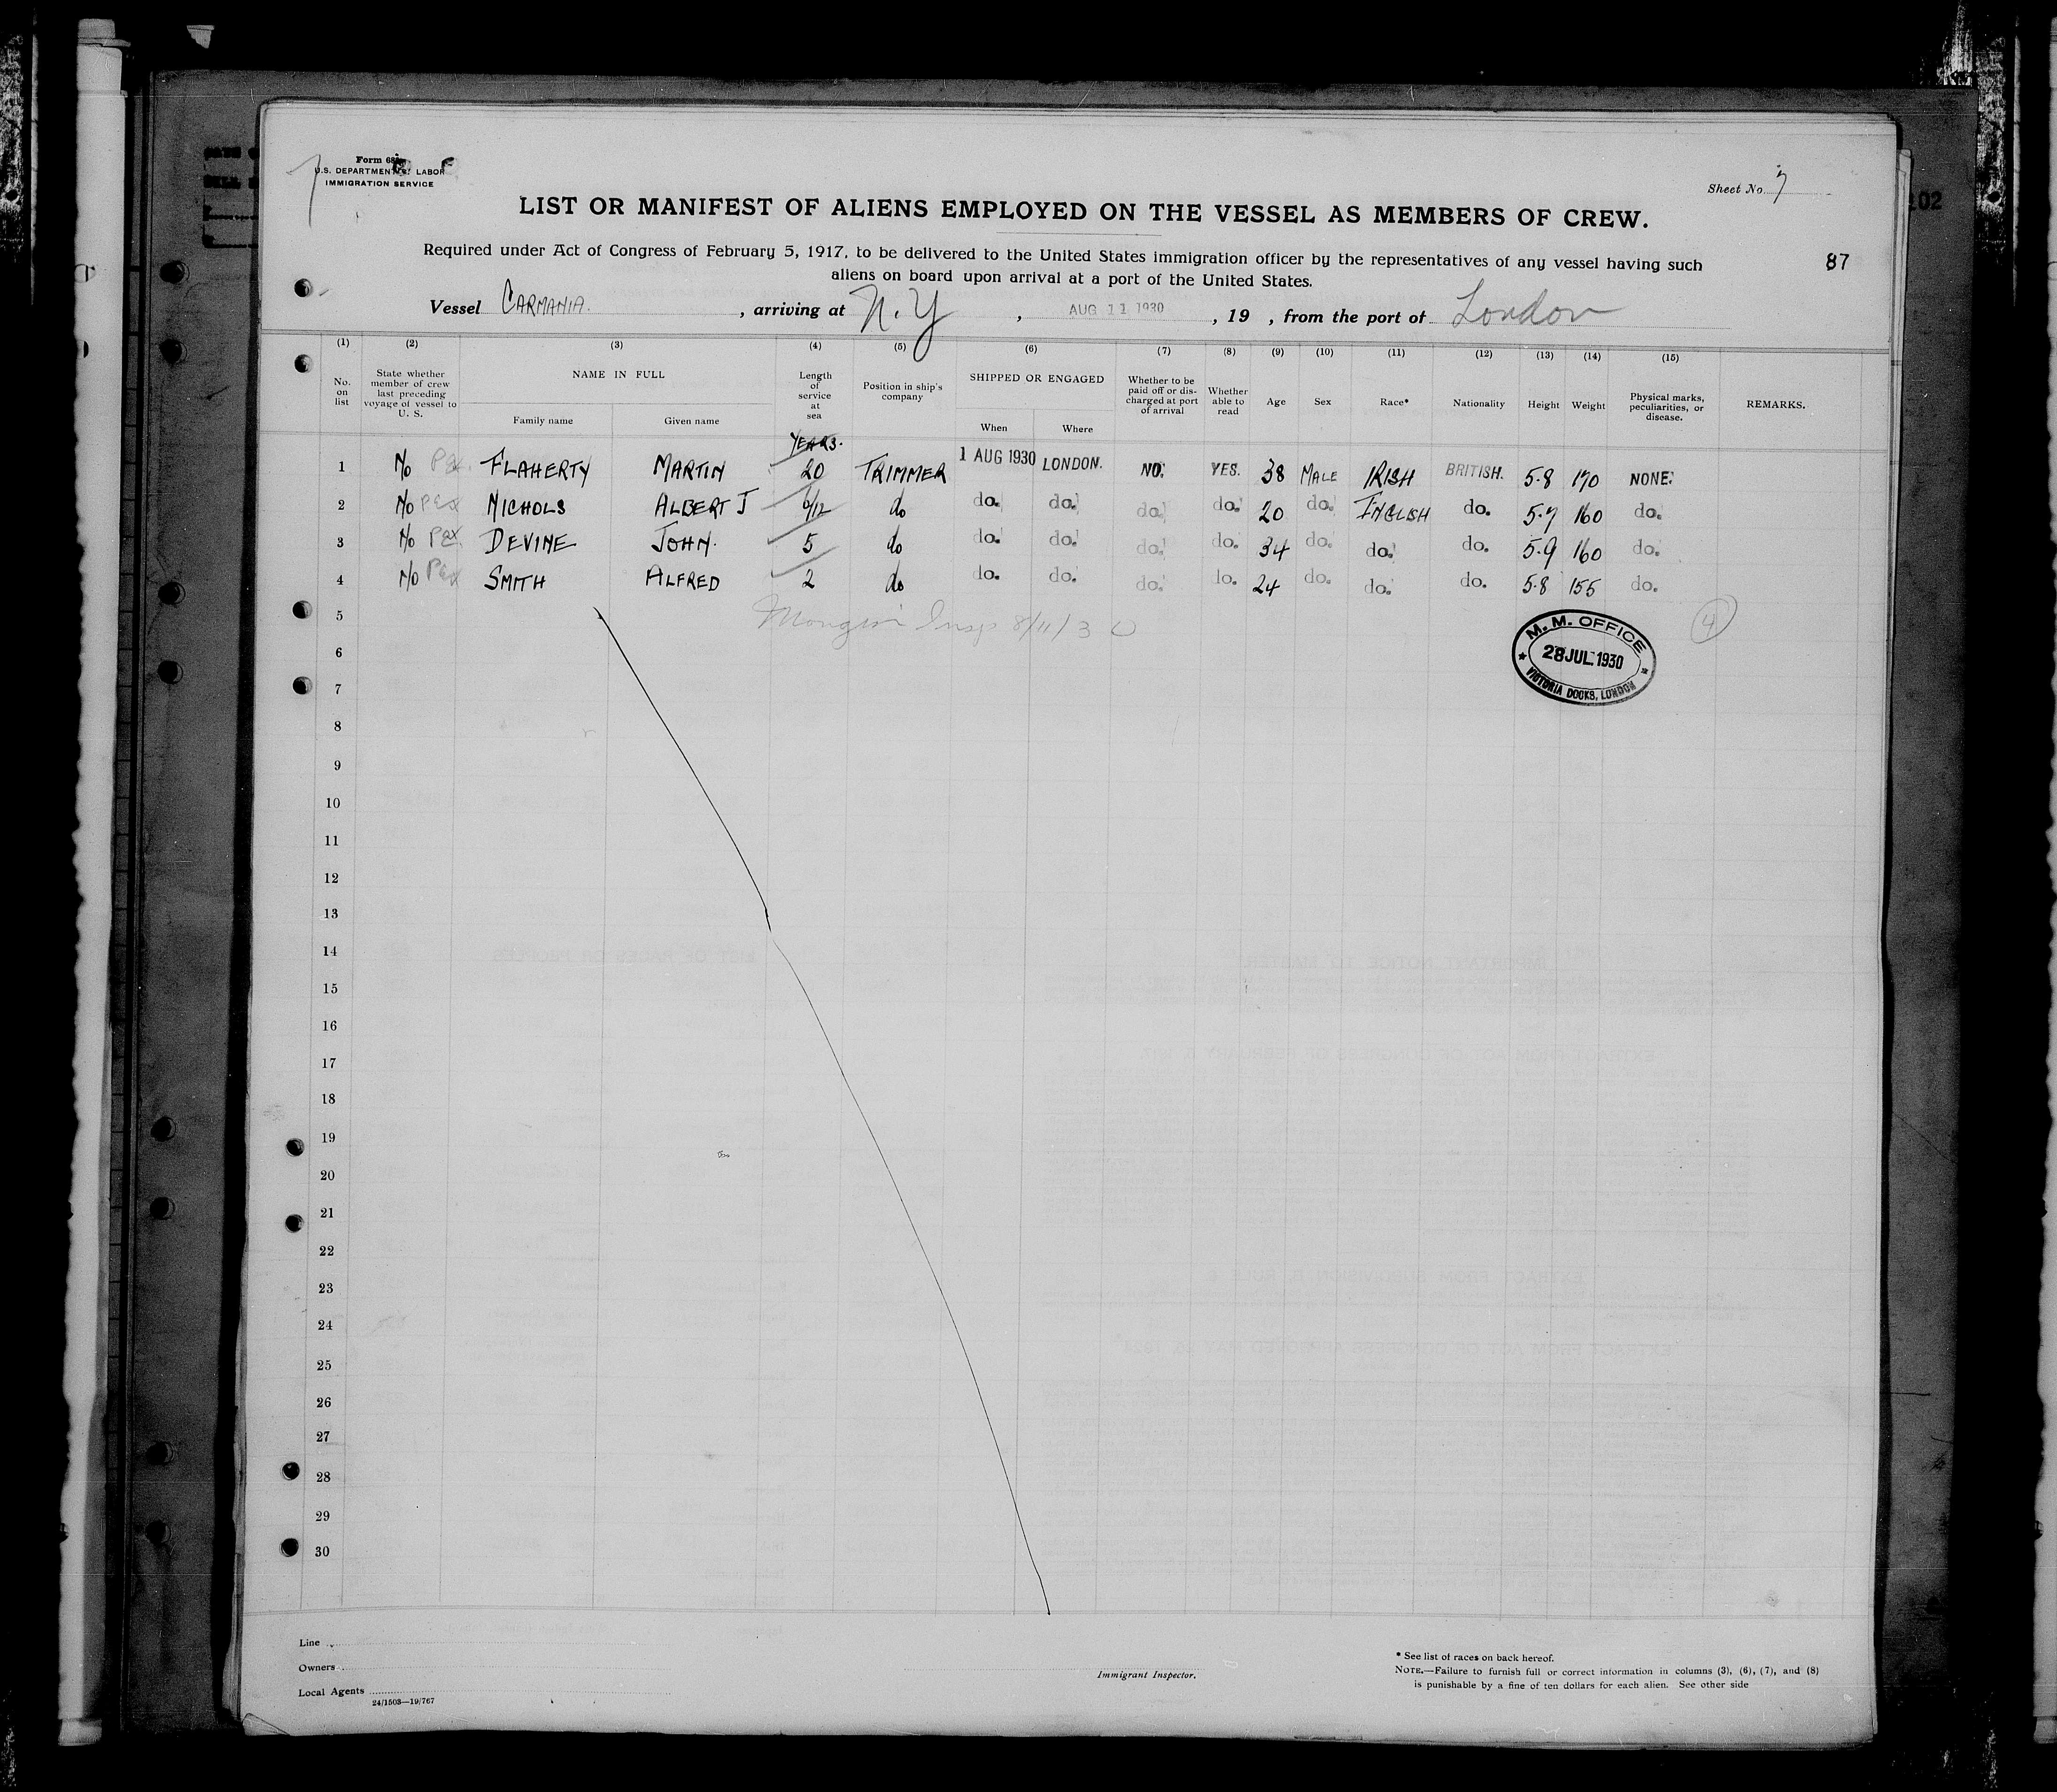 Form 68
U.S. DEPARTMENT OF LABOR
IMMIGRATION SERVICE
Sheet No. 7
LIST OR MANIFEST OF ALIENS EMPLOYED ON THE VESSEL AS MEMBERS OF CREW.
Required under Act of Congress of February 5, 1917, to be delivered to the United States immigration officer by the representatives of any vessel having such
aliens on board upon arrival at a port of the United States.
87
Vessel CARMANIA. , arriving at N.Y , AUG 11 1930 , 19 , from the port of London
(1) (2) (3) (4) (5) (6) (7) (8) (9) (10) (11) (12) (13) (14) (15)
No. on list State whether member of crew last preceding voyage of vessel to U. S. NAME IN FULL Length of service at sea Position in ship's company SHIPPED OR ENGAGED Whether to be paid off or discharged at port of arrival Whether able to read Age Sex Race* Nationality Height Weight Physical marks, peculiarities, or disease. REMARKS.
Family name Given name When Where
YEARS.
1 No Pex FLAHERTY MARTIN 20 TRIMMER 1 AUG 1930 LONDON. NO. YES. 38 MALE IRISH BRITISH. 5.8 170 NONE.
2 No Pex NICHOLS ALBERT J 6/12 do do. do. do. do. 20 do. ENGLISH do. 5.7 160 do.
3 No Pex DEVINE JOHN. 5 do do. do. do. do. 34 do. do. do. 5.9 160 do.
4 No Pex SMITH ALFRED 2 do do. do. do. do. 24 do. do. do. 5.8 155 do.
5 Insp 8/11/30
4
M. M. OFFICE
28 JUL. 1930
VICTORIA DOCKS, LONDON
6
7
8
9
10
11
12
13
14
15
16
17
18
19
20
21
22
23
24
25
26
27
28
29
30
Line
Owners
Local Agents
24/1503—19/767
Immigrant Inspector.
* See list of races on back hereof.
NOTE.—Failure to furnish full or correct information in columns (3), (6), (7), and (8)
is punishable by a fine of ten dollars for each alien. See other side